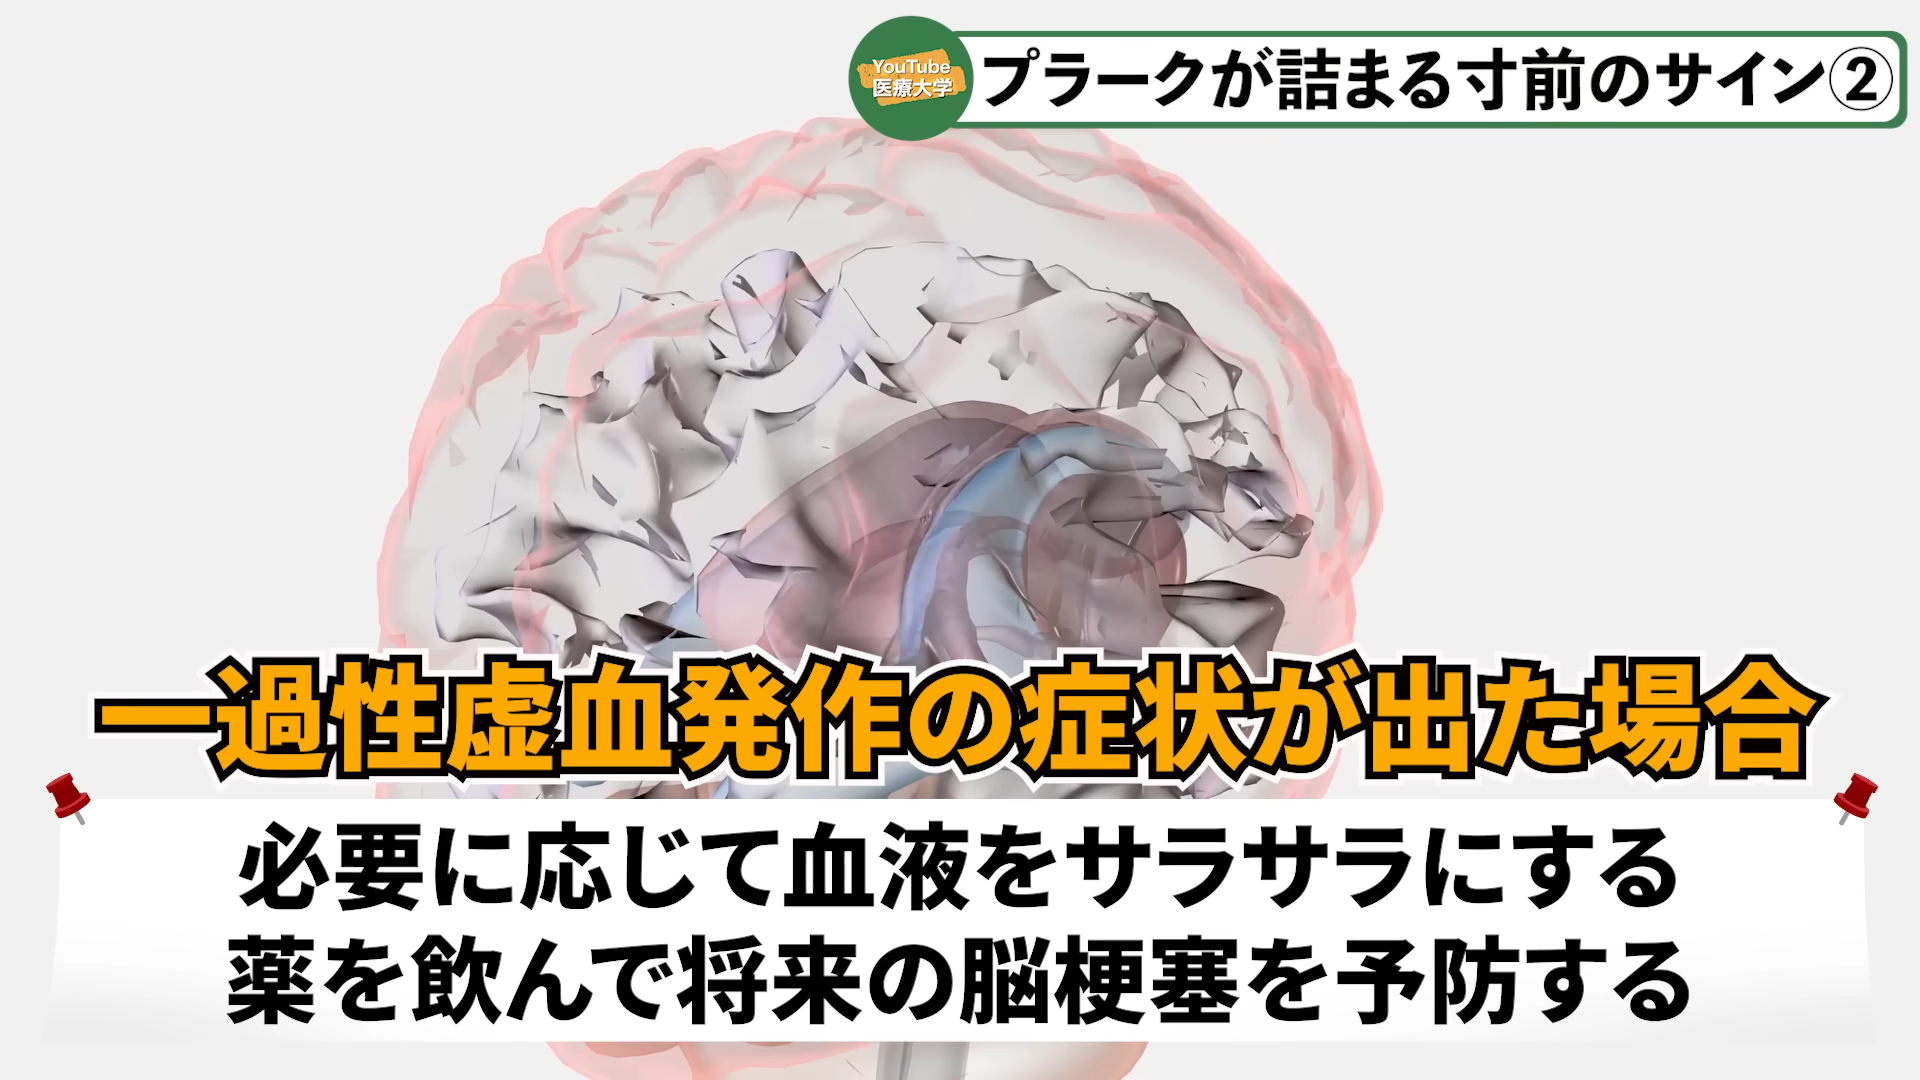 YouTube
医療大学
プラークが詰まる寸前のサイン②
一過性虚血発作の症状が出た場合
必要に応じて血液をサラサラにする
薬を飲んで将来の脳梗塞を予防する